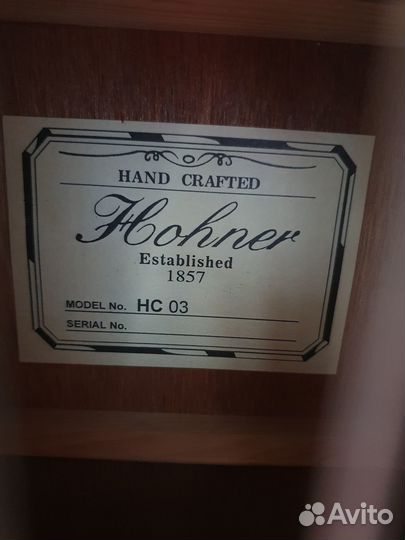 HAND CRAFTED
Hohner
Established
1857
MODEL No. HC 03
SERIAL No.
Avito